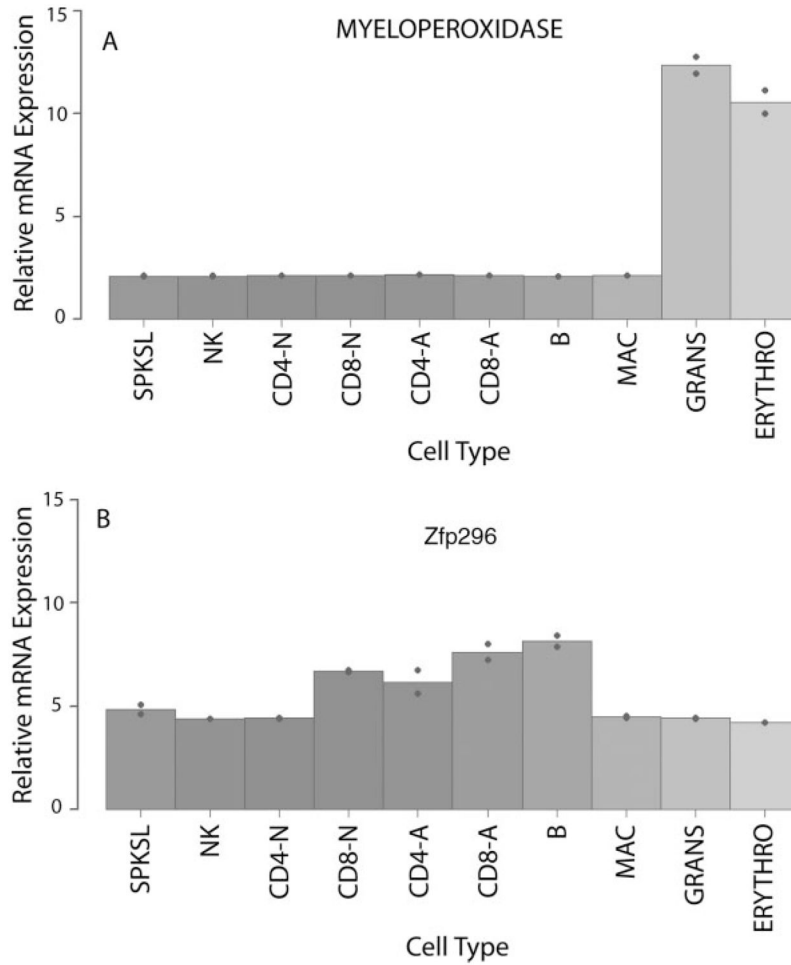 A
MYELOPEROXIDASE
Relative mRNA Expression
15
10
5
0
SPKSL
NK
CD4-N
CD8-N
CD4-A
CD8-A
B
MAC
GRANS
ERYTHRO
Cell Type
B
Zfp296
Relative mRNA Expression
15
10
5
0
SPKSL
NK
CD4-N
CD8-N
CD4-A
CD8-A
B
MAC
GRANS
ERYTHRO
Cell Type